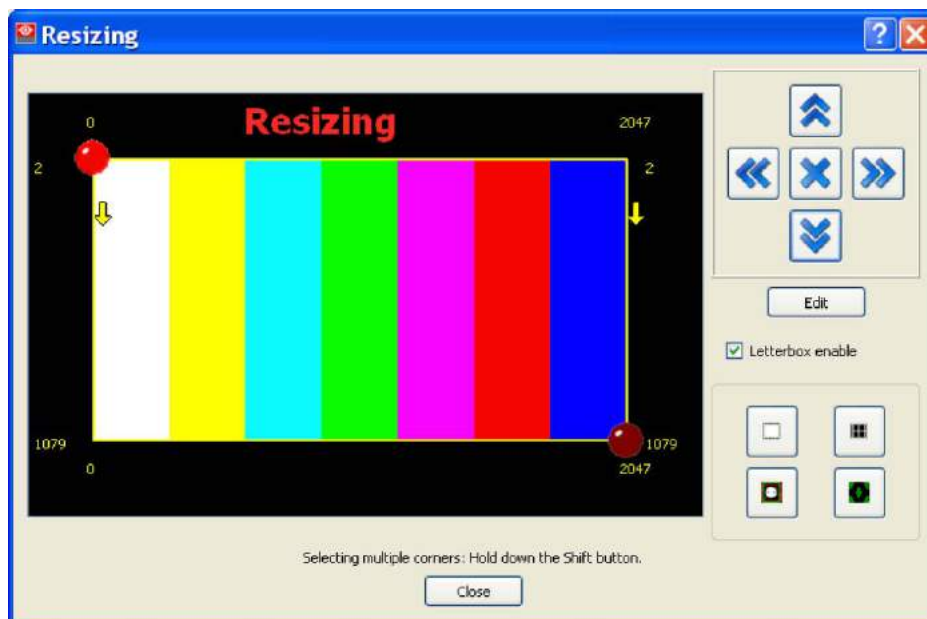 Resizing
0 Resizing 2047
2 2
Edit
Letterbox enable
1079 1079
0 2047
Selecting multiple corners: Hold down the Shift button.
Close